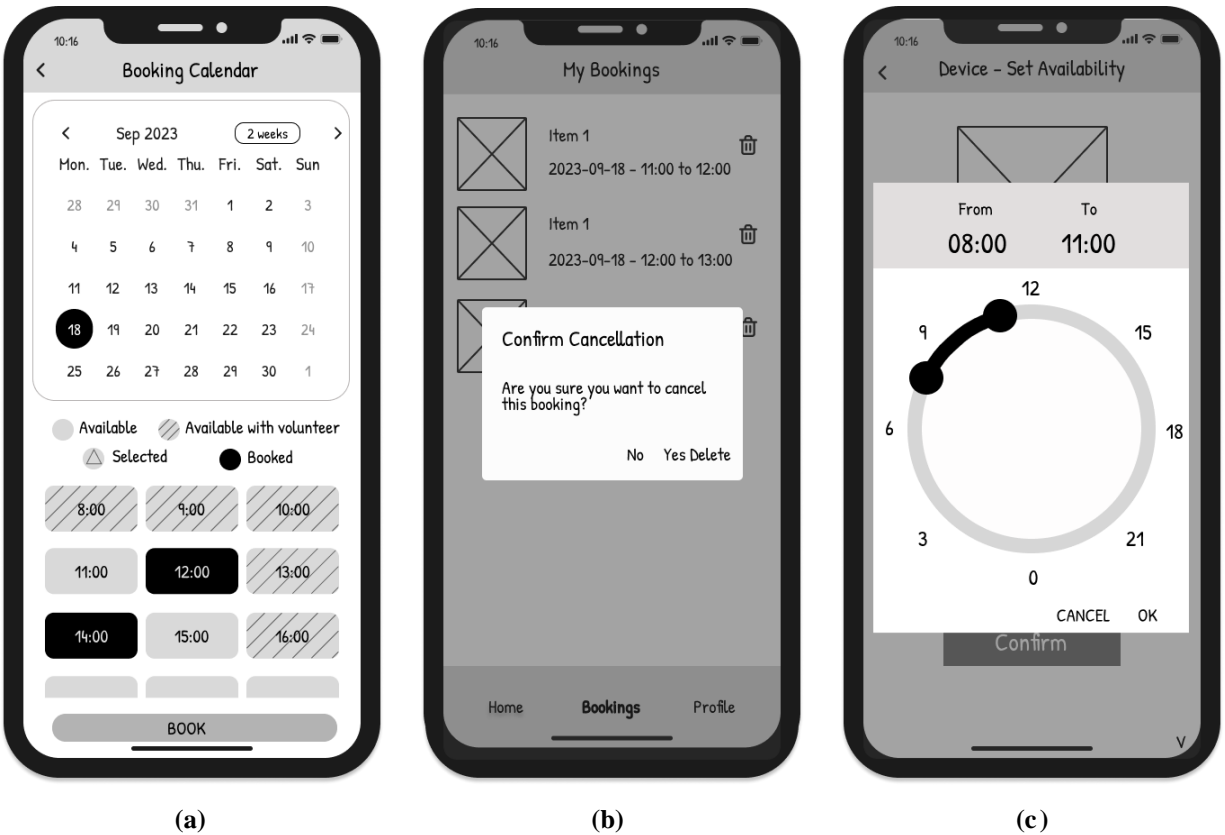 10:16
Booking Calendar
Sep 2023 2 weeks
Mon. Tue. Wed. Thu. Fri. Sat. Sun
28 29 30 31 1 2 3
4 5 6 7 8 9 10
11 12 13 14 15 16 17
18 19 20 21 22 23 24
25 26 27 28 29 30 1
Available Available with volunteer
Selected Booked
8:00 9:00 10:00
11:00 12:00 13:00
14:00 15:00 16:00
BOOK
(a)
10:16
My Bookings
Item 1
2023-09-18 - 11:00 to 12:00
Item 1
2023-09-18 - 12:00 to 13:00
Confirm Cancellation
Are you sure you want to cancel
this booking?
No Yes Delete
Home Bookings Profile
(b)
10:16
Device - Set Availability
From To
08:00 11:00
12
9 15
6 18
3 21
0
CANCEL OK
Confirm
V
(c)